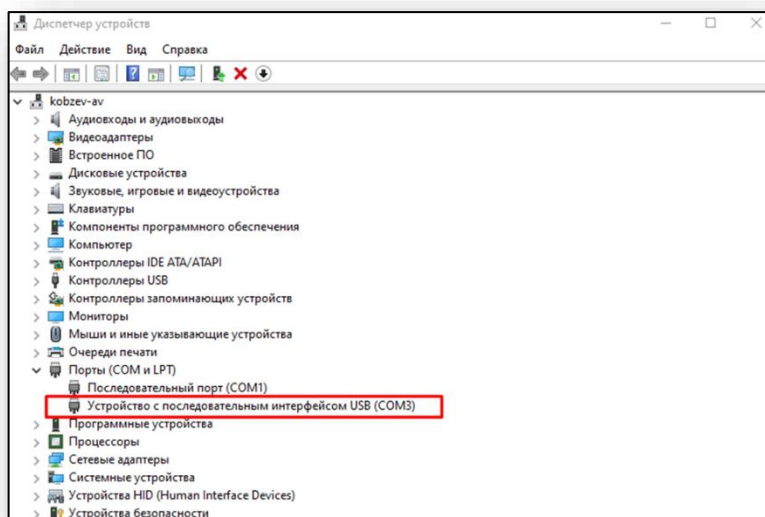 Диспетчер устройств
Файл Действие Вид Справка
kobzev-av
Аудиовходы и аудиовыходы
Видеоадаптеры
Встроенное ПО
Дисковые устройства
Звуковые, игровые и видеоустройства
Клавиатуры
Компоненты программного обеспечения
Компьютер
Контроллеры IDE ATA/ATAPI
Контроллеры USB
Контроллеры запоминающих устройств
Мониторы
Мыши и иные указывающие устройства
Очереди печати
Порты (COM и LPT)
Последовательный порт (COM1)
Устройство с последовательным интерфейсом USB (COM3)
Программные устройства
Процессоры
Сетевые адаптеры
Системные устройства
Устройства HID (Human Interface Devices)
Устройства безопасности